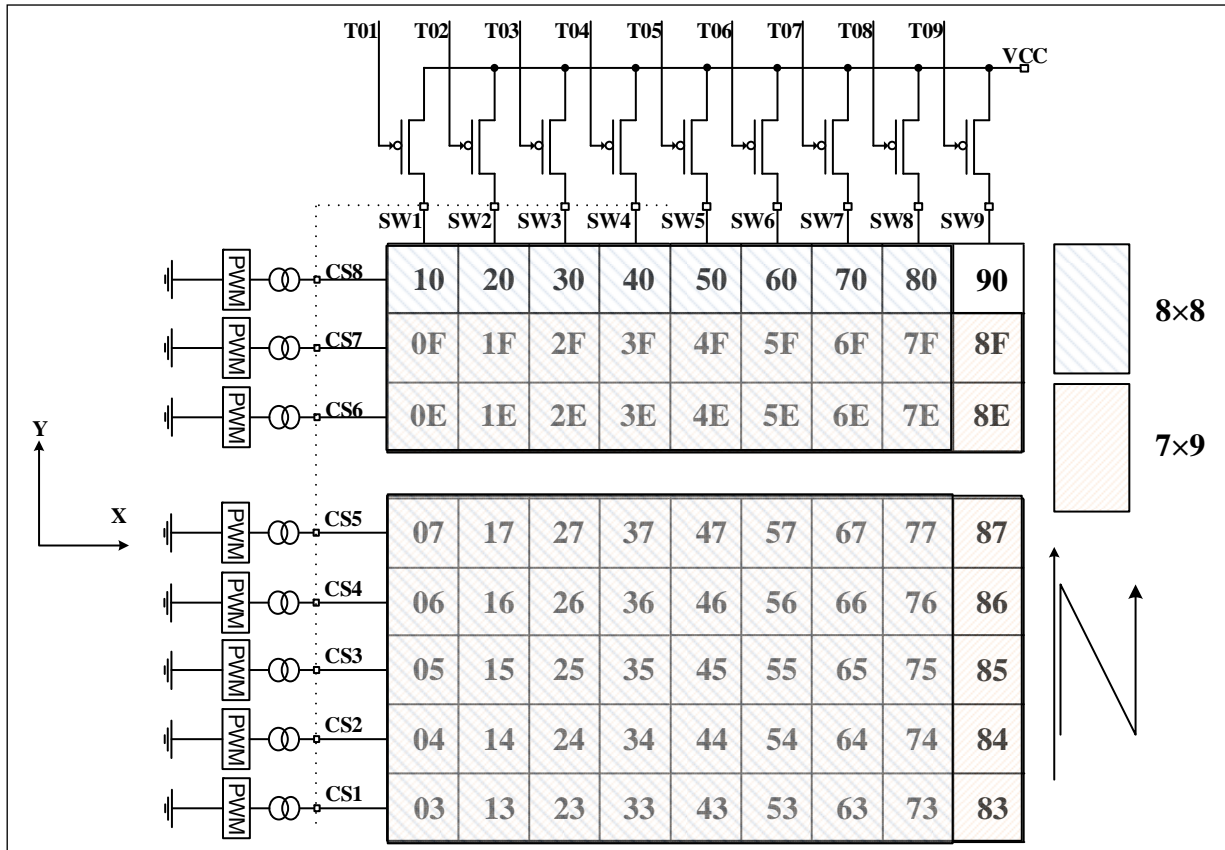 T01 T02 T03 T04 T05 T06 T07 T08 T09
VCC
SW1 SW2 SW3 SW4 SW5 SW6 SW7 SW8 SW9
PWM CS8 10 20 30 40 50 60 70 80 90
8×8
PWM CS7 0F 1F 2F 3F 4F 5F 6F 7F 8F
PWM CS6 0E 1E 2E 3E 4E 5E 6E 7E 8E
7×9
Y
X
PWM CS5 07 17 27 37 47 57 67 77 87
PWM CS4 06 16 26 36 46 56 66 76 86
PWM CS3 05 15 25 35 45 55 65 75 85
PWM CS2 04 14 24 34 44 54 64 74 84
PWM CS1 03 13 23 33 43 53 63 73 83